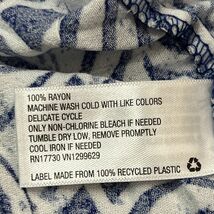 100% RAYON
MACHINE WASH COLD WITH LIKE COLORS
DELICATE CYCLE
ONLY NON-CHLORINE BLEACH IF NEEDED
TUMBLE DRY LOW, REMOVE PROMPTLY
COOL IRON IF NEEDED
RN17730 VN1299629
LABEL MADE FROM 100% RECYCLED PLASTIC